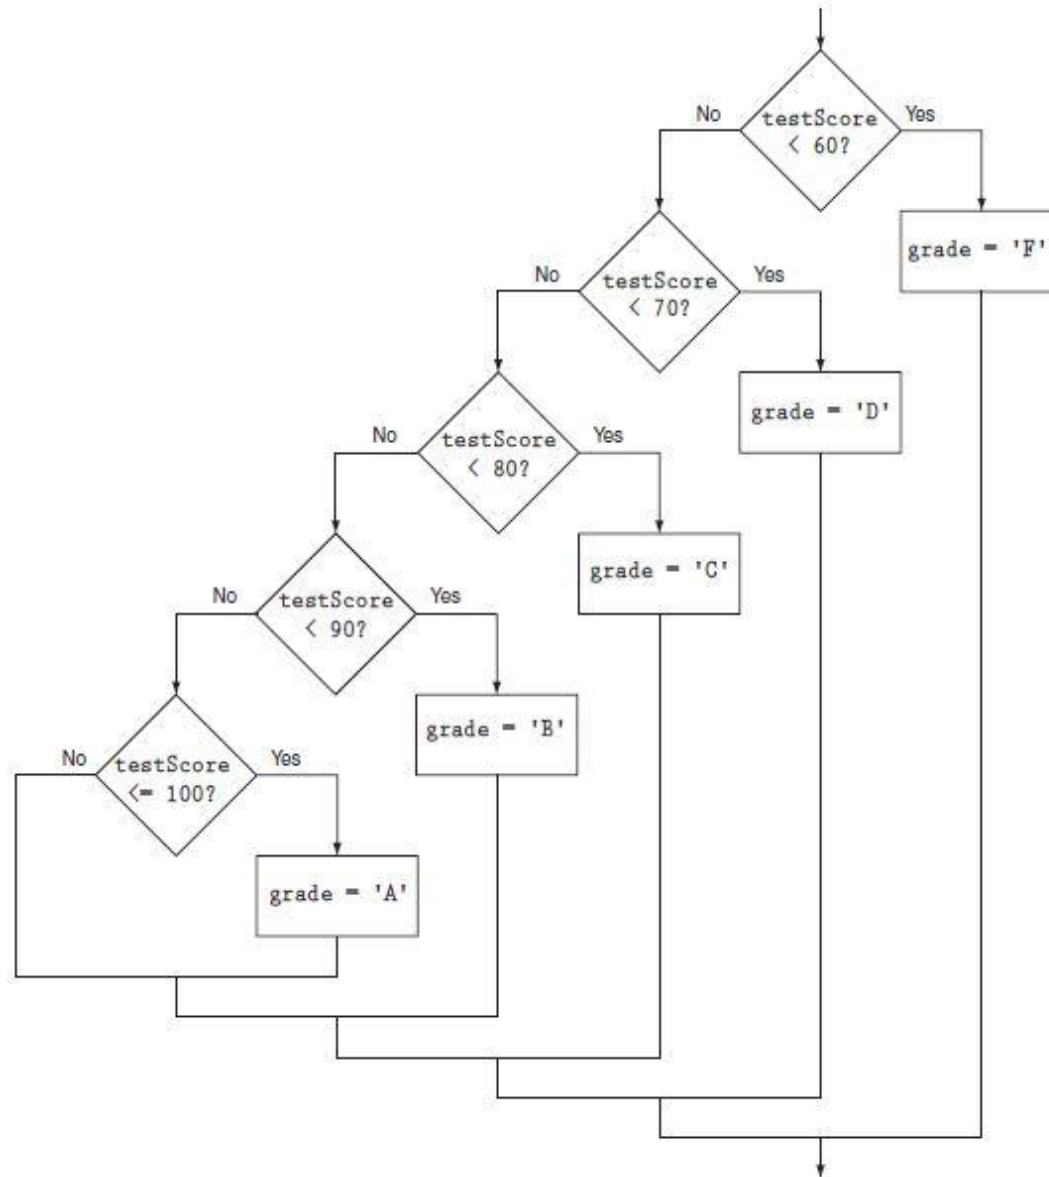 No
testScore
< 60?
Yes
grade = 'F'
No
testScore
< 70?
Yes
grade = 'D'
No
testScore
< 80?
Yes
grade = 'C'
No
testScore
< 90?
Yes
grade = 'B'
No
testScore
<= 100?
Yes
grade = 'A'